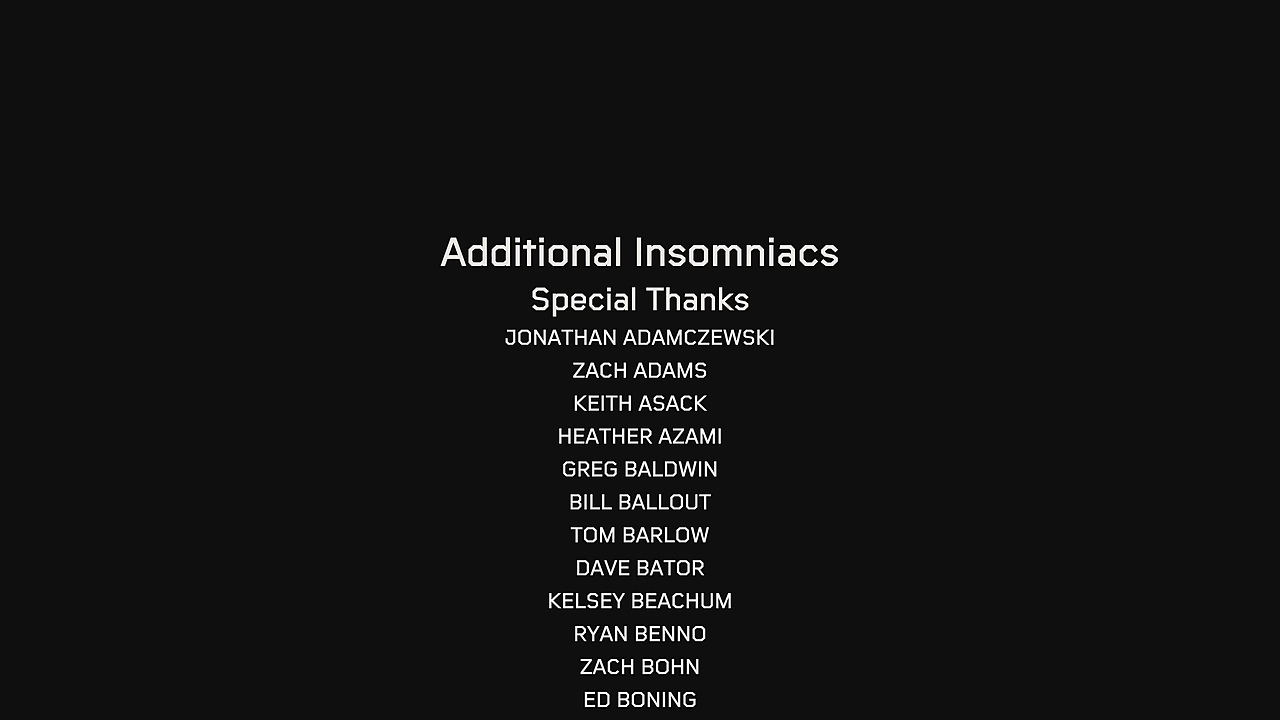 Additional Insomniacs
Special Thanks
JONATHAN ADAMCZEWSKI
ZACH ADAMS
KEITH ASACK
HEATHER AZAMI
GREG BALDWIN
BILL BALLOUT
TOM BARLOW
DAVE BATOR
KELSEY BEACHUM
RYAN BENNO
ZACH BOHN
ED BONING